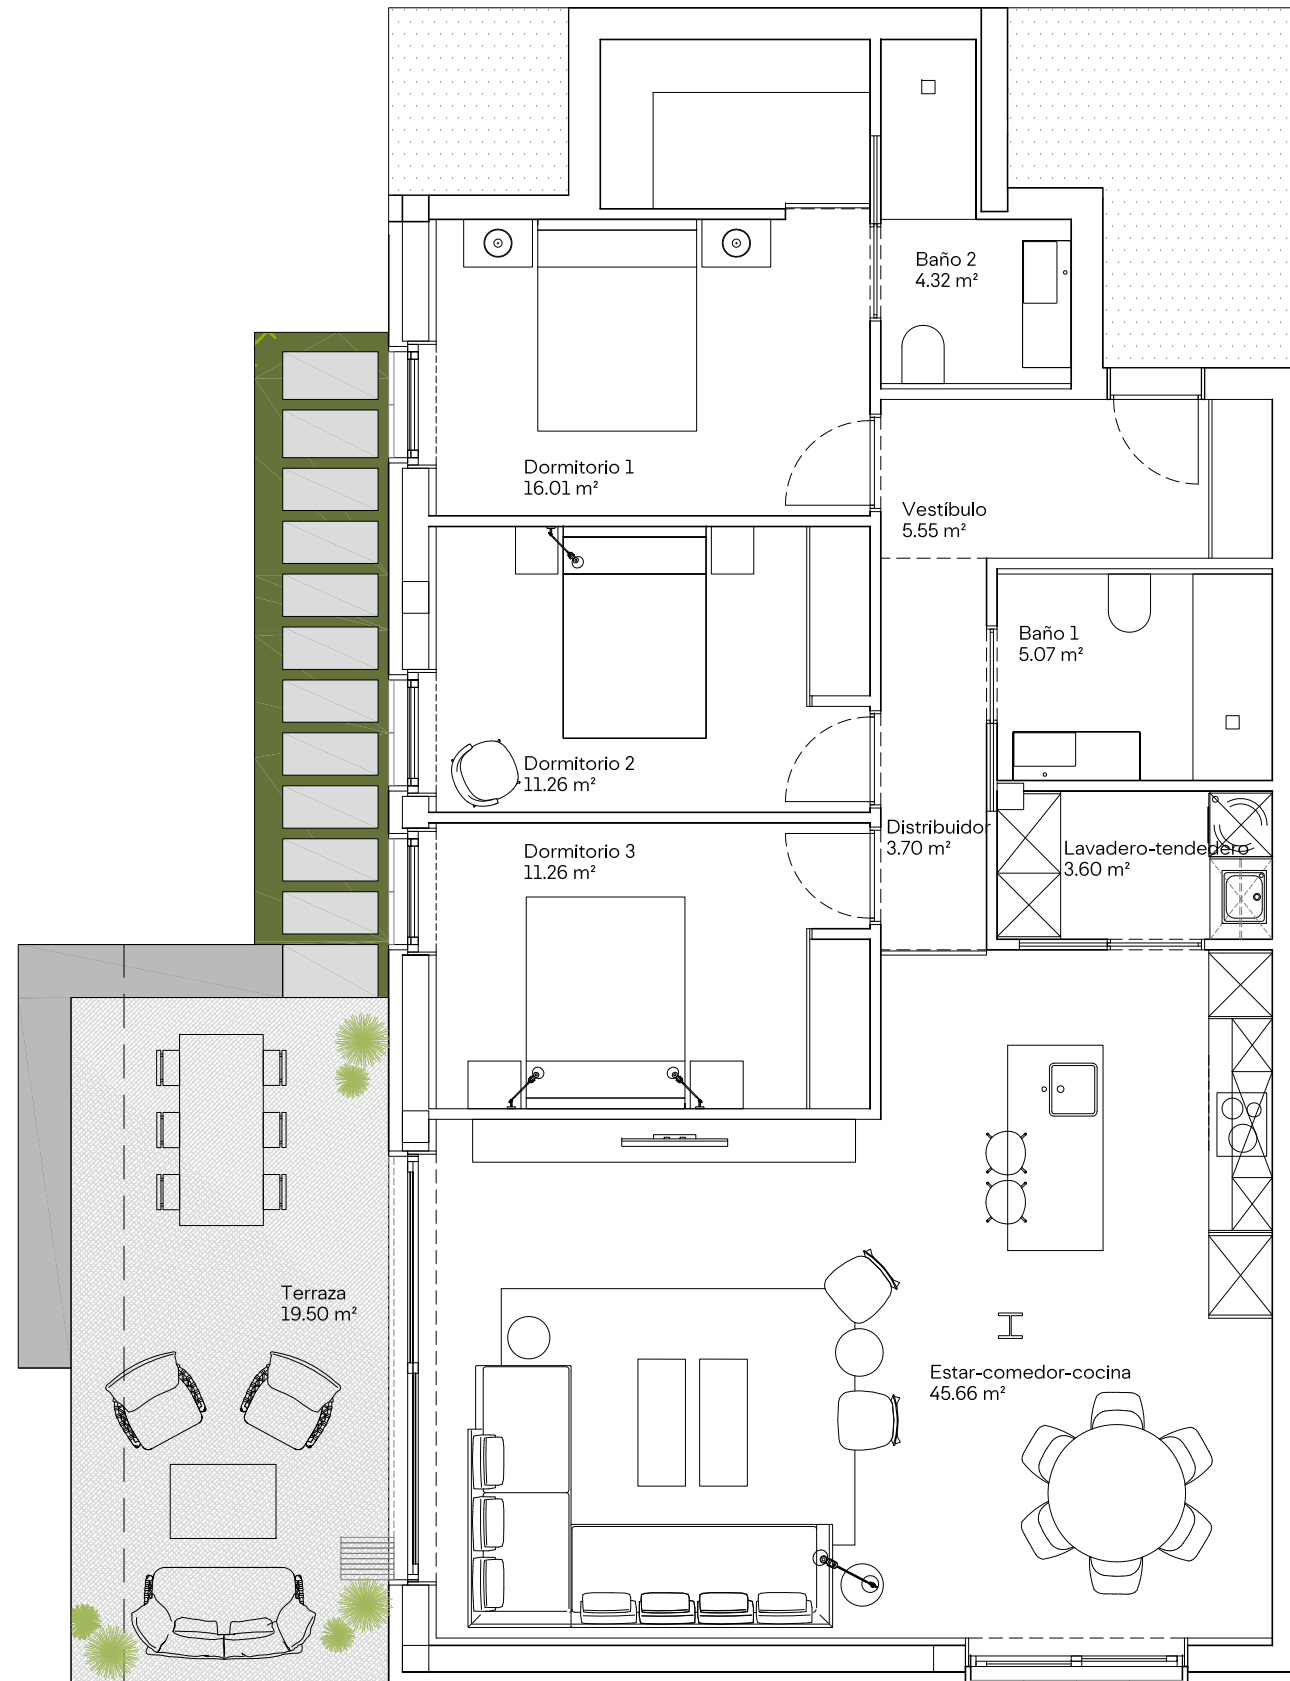 Baño 2
4.32 m²
Dormitorio 1
16.01 m²
Vestíbulo
5.55 m²
Baño 1
5.07 m²
Dormitorio 2
11.26 m²
Distribuidor
3.70 m²
Lavadero-tendedero
3.60 m²
Dormitorio 3
11.26 m²
Terraza
19.50 m²
Estar-comedor-cocina
45.66 m²